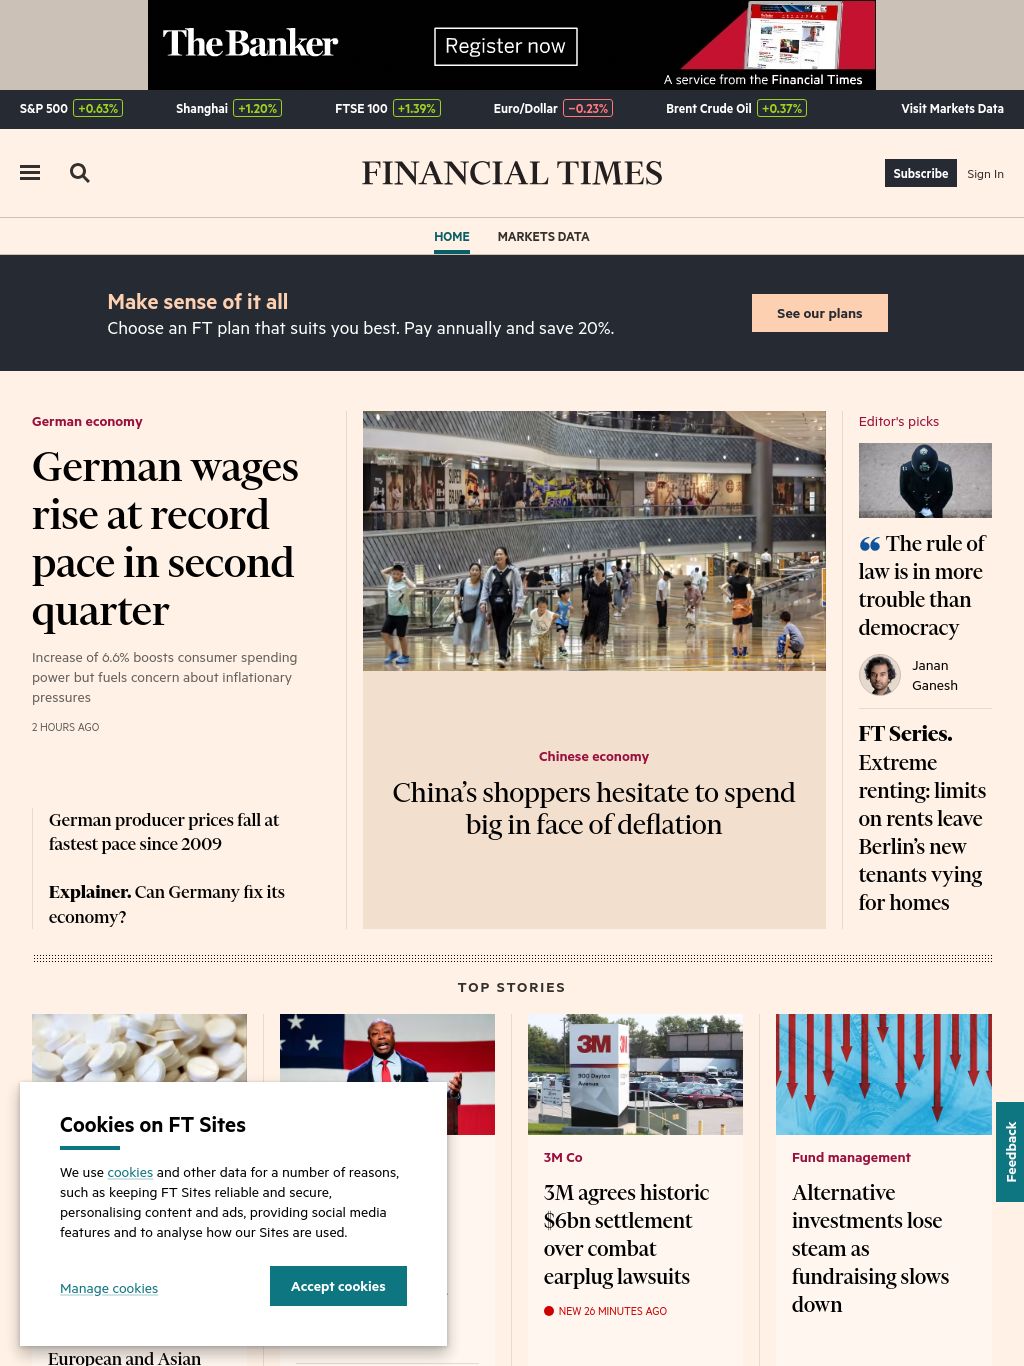 The Banker
Register now
A service from the Financial Times
S&P 500 +0.63%
Shanghai +1.20%
FTSE 100 +1.39%
Euro/Dollar −0.23%
Brent Crude Oil +0.37%
Visit Markets Data
FINANCIAL TIMES
Subscribe
Sign In
HOME
MARKETS DATA
Make sense of it all
Choose an FT plan that suits you best. Pay annually and save 20%.
See our plans
German economy
German wages
rise at record
pace in second
quarter
Increase of 6.6% boosts consumer spending
power but fuels concern about inflationary
pressures
2 HOURS AGO
German producer prices fall at
fastest pace since 2009
Explainer. Can Germany fix its
economy?
Chinese economy
China’s shoppers hesitate to spend
big in face of deflation
Editor's picks
“ The rule of
law is in more
trouble than
democracy
Janan
Ganesh
FT Series.
Extreme
renting: limits
on rents leave
Berlin’s new
tenants vying
for homes
TOP STORIES
3M
900 Dayton
Avenue
3M Co
3M agrees historic
$6bn settlement
over combat
earplug lawsuits
NEW 26 MINUTES AGO
Fund management
Alternative
investments lose
steam as
fundraising slows
down
Feedback
Cookies on FT Sites
We use cookies and other data for a number of reasons,
such as keeping FT Sites reliable and secure,
personalising content and ads, providing social media
features and to analyse how our Sites are used.
Manage cookies
Accept cookies
European and Asian